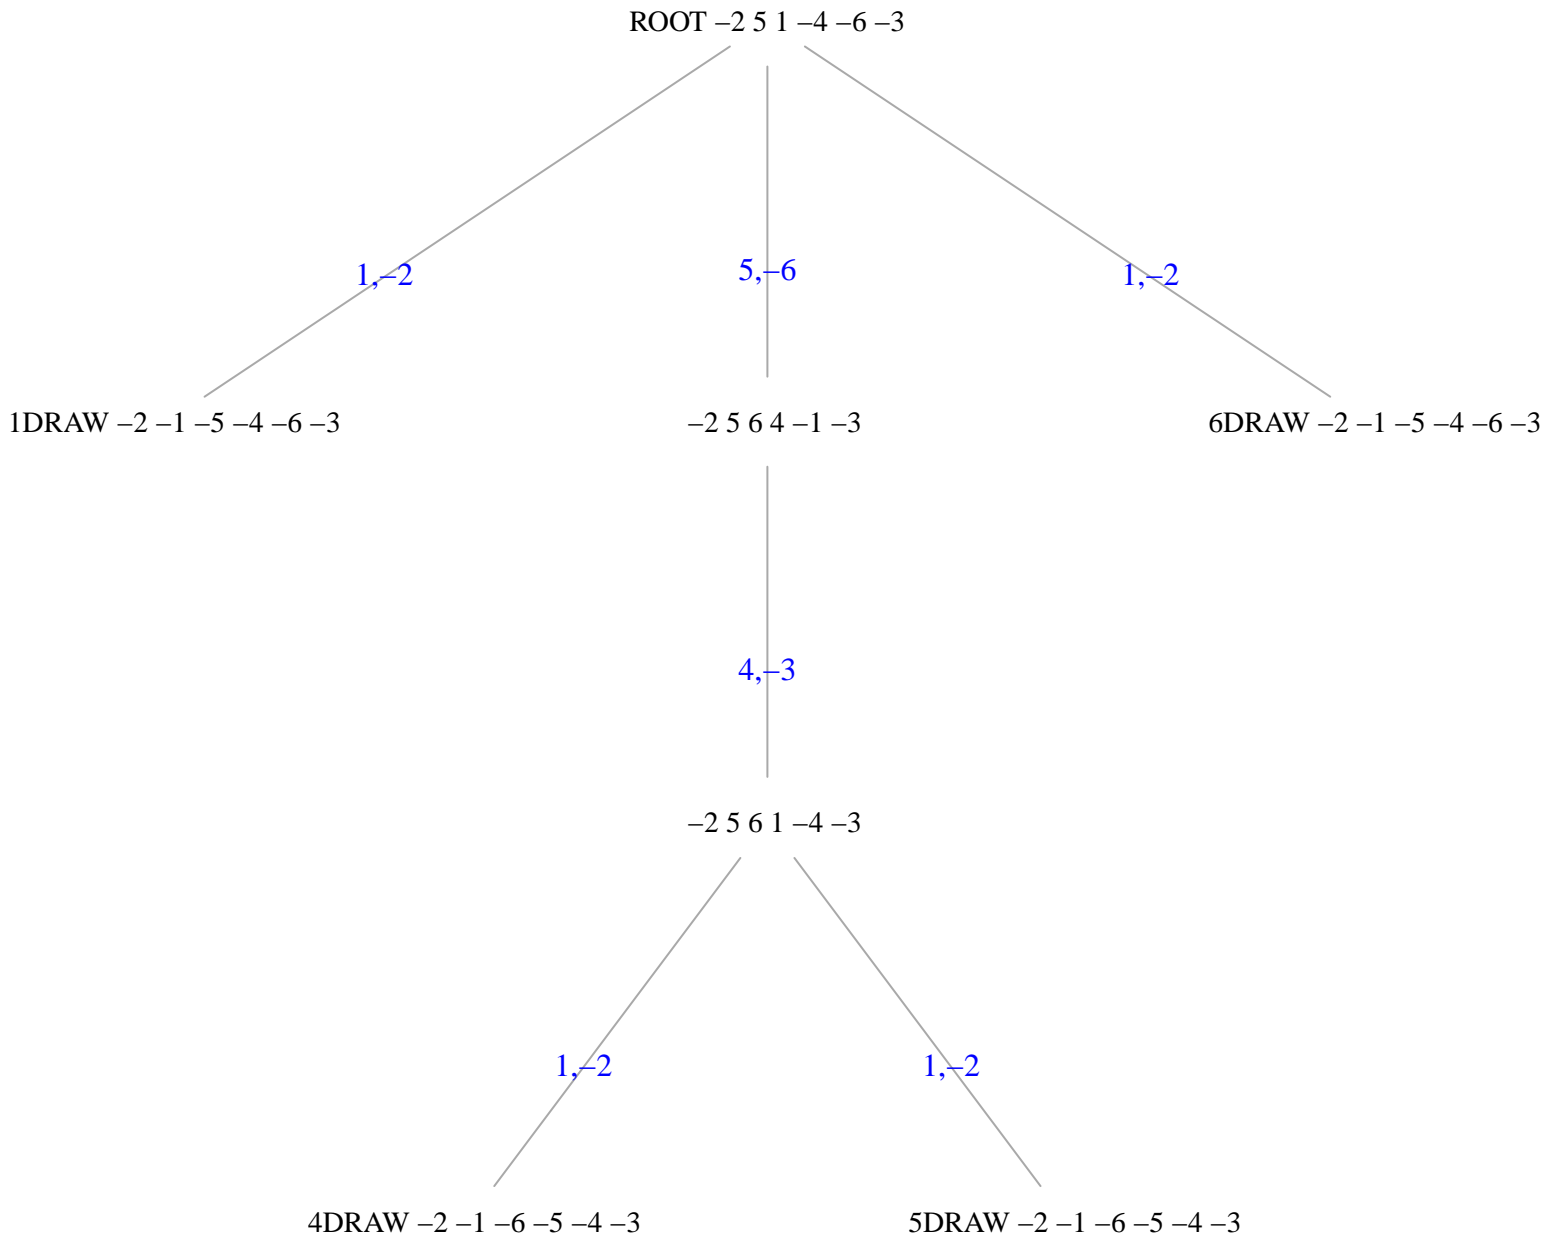 ROOT –2 5 1 –4 –6 –3
1,–2
5,–6
1,–2
1DRAW –2 –1 –5 –4 –6 –3
–2 5 6 4 –1 –3
6DRAW –2 –1 –5 –4 –6 –3
4,–3
–2 5 6 1 –4 –3
1,–2
1,–2
4DRAW –2 –1 –6 –5 –4 –3
5DRAW –2 –1 –6 –5 –4 –3